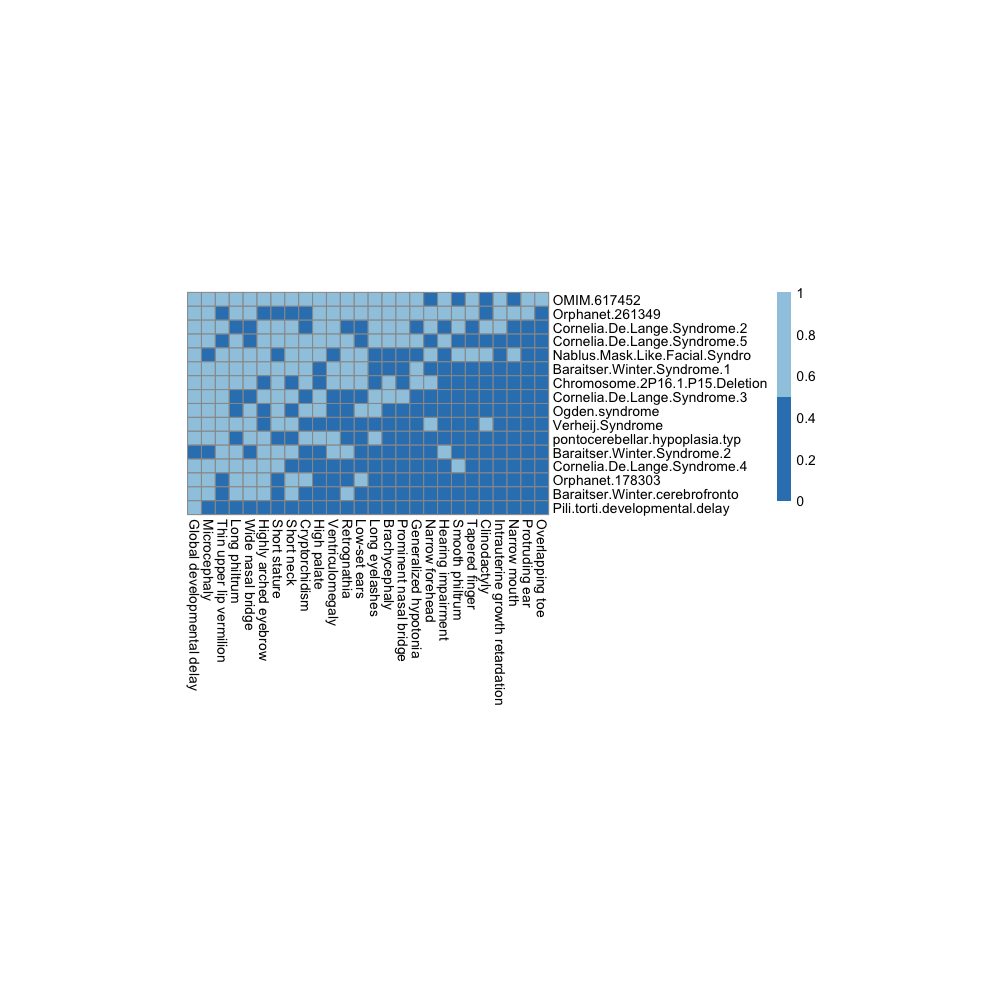 OMIM.617452
Orphanet.261349
Cornelia.De.Lange.Syndrome.2
Cornelia.De.Lange.Syndrome.5
Nablus.Mask.Like.Facial.Syndro
Baraitser.Winter.Syndrome.1
Chromosome.2P16.1.P15.Deletion
Cornelia.De.Lange.Syndrome.3
Ogden.syndrome
Verheij.Syndrome
pontocerebellar.hypoplasia.typ
Baraitser.Winter.Syndrome.2
Cornelia.De.Lange.Syndrome.4
Orphanet.178303
Baraitser.Winter.cerebrofronto
Pili.torti.developmental.delay
1
0.8
0.6
0.4
0.2
0
Global developmental delay
Microcephaly
Thin upper lip vermilion
Long philtrum
Wide nasal bridge
Highly arched eyebrow
Short stature
Short neck
Cryptorchidism
High palate
Ventriculomegaly
Retrognathia
Low-set ears
Long eyelashes
Brachycephaly
Prominent nasal bridge
Generalized hypotonia
Narrow forehead
Hearing impairment
Smooth philtrum
Tapered finger
Clinodactyly
Intrauterine growth retardation
Narrow mouth
Protruding ear
Overlapping toe